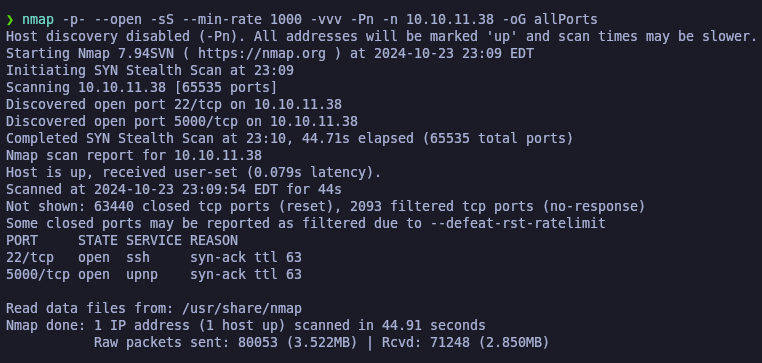 ❯ nmap -p- --open -sS --min-rate 1000 -vvv -Pn -n 10.10.11.38 -oG allPorts
Host discovery disabled (-Pn). All addresses will be marked 'up' and scan times may be slower.
Starting Nmap 7.94SVN ( https://nmap.org ) at 2024-10-23 23:09 EDT
Initiating SYN Stealth Scan at 23:09
Scanning 10.10.11.38 [65535 ports]
Discovered open port 22/tcp on 10.10.11.38
Discovered open port 5000/tcp on 10.10.11.38
Completed SYN Stealth Scan at 23:10, 44.71s elapsed (65535 total ports)
Nmap scan report for 10.10.11.38
Host is up, received user-set (0.079s latency).
Scanned at 2024-10-23 23:09:54 EDT for 44s
Not shown: 63440 closed tcp ports (reset), 2093 filtered tcp ports (no-response)
Some closed ports may be reported as filtered due to --defeat-rst-ratelimit
PORT     STATE SERVICE REASON
22/tcp   open  ssh     syn-ack ttl 63
5000/tcp open  upnp    syn-ack ttl 63
Read data files from: /usr/share/nmap
Nmap done: 1 IP address (1 host up) scanned in 44.91 seconds
           Raw packets sent: 80053 (3.522MB) | Rcvd: 71248 (2.850MB)